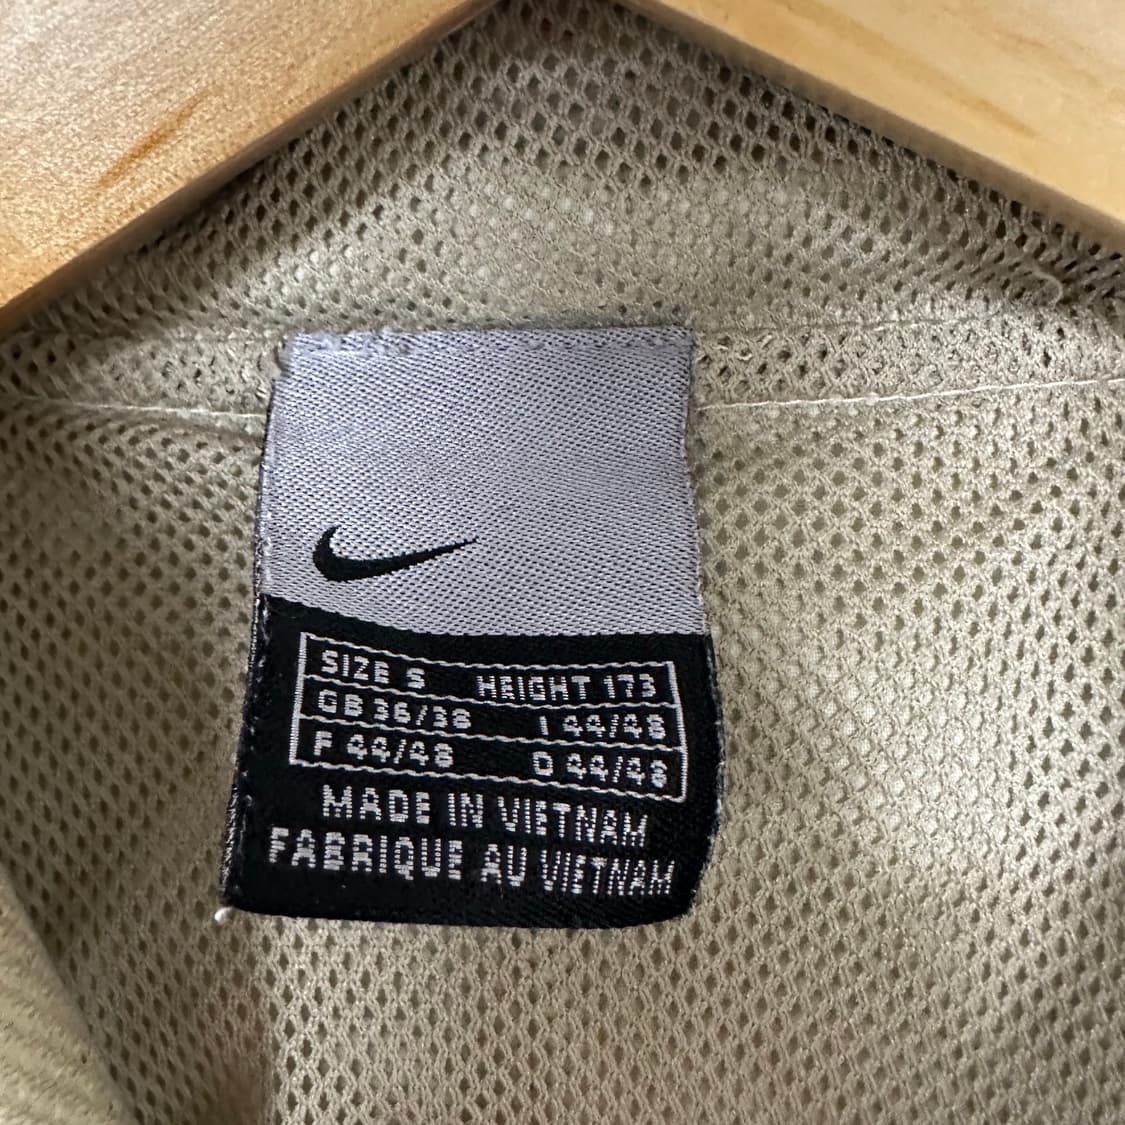 SIZE S HEIGHT 173
GB 36/38 I 44/48
F 44/48 D 44/48
MADE IN VIETNAM
FABRIQUE AU VIETNAM